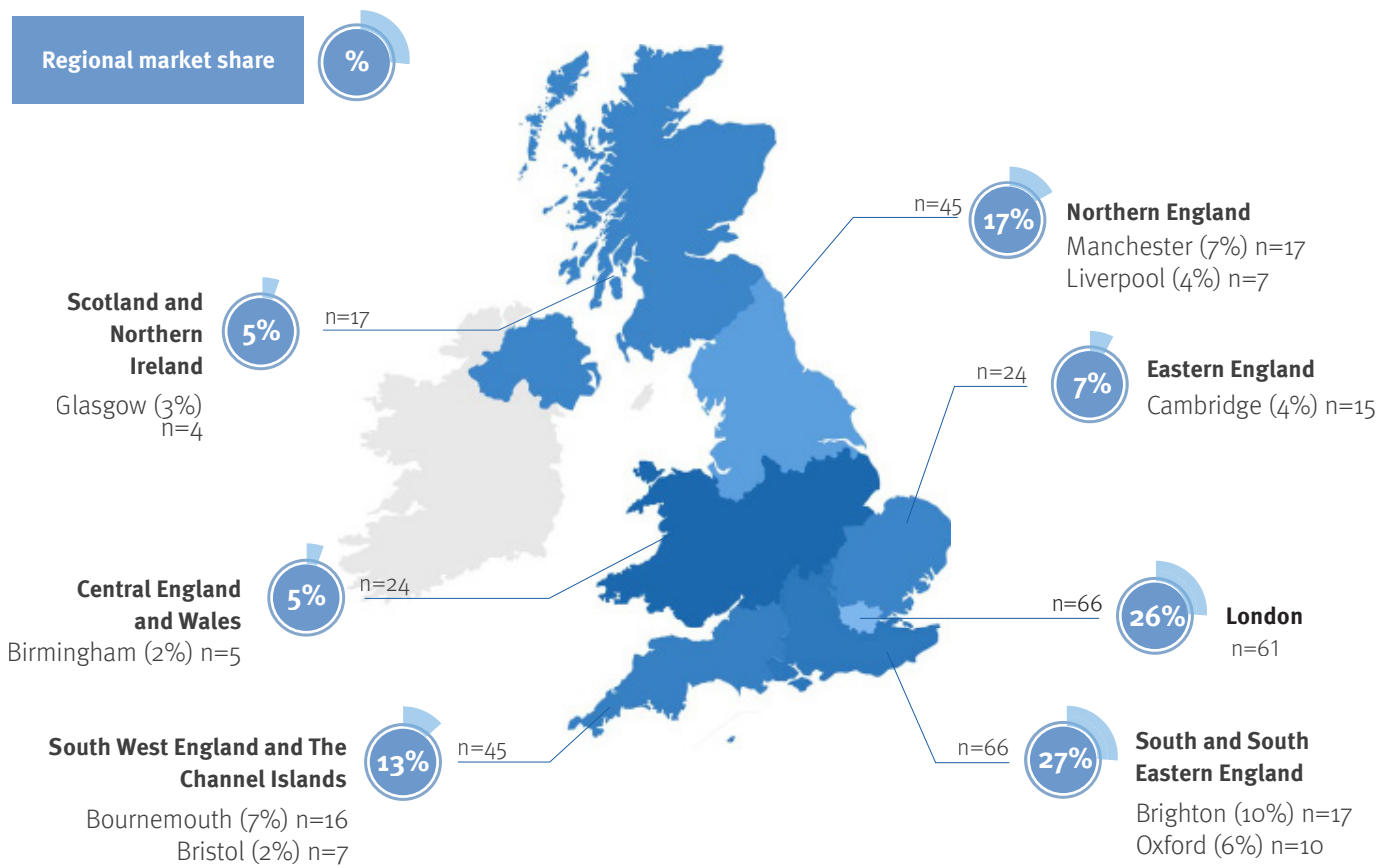 Regional market share
%
n=45
17%
Northern England
Manchester (7%) n=17
Liverpool (4%) n=7
Scotland and
Northern
Ireland
5%
n=17
Glasgow (3%)
n=4
n=24
7%
Eastern England
Cambridge (4%) n=15
Central England
and Wales
5%
n=24
Birmingham (2%) n=5
n=66
26%
London
n=61
South West England and The
Channel Islands
13%
n=45
Bournemouth (7%) n=16
Bristol (2%) n=7
n=66
27%
South and South
Eastern England
Brighton (10%) n=17
Oxford (6%) n=10